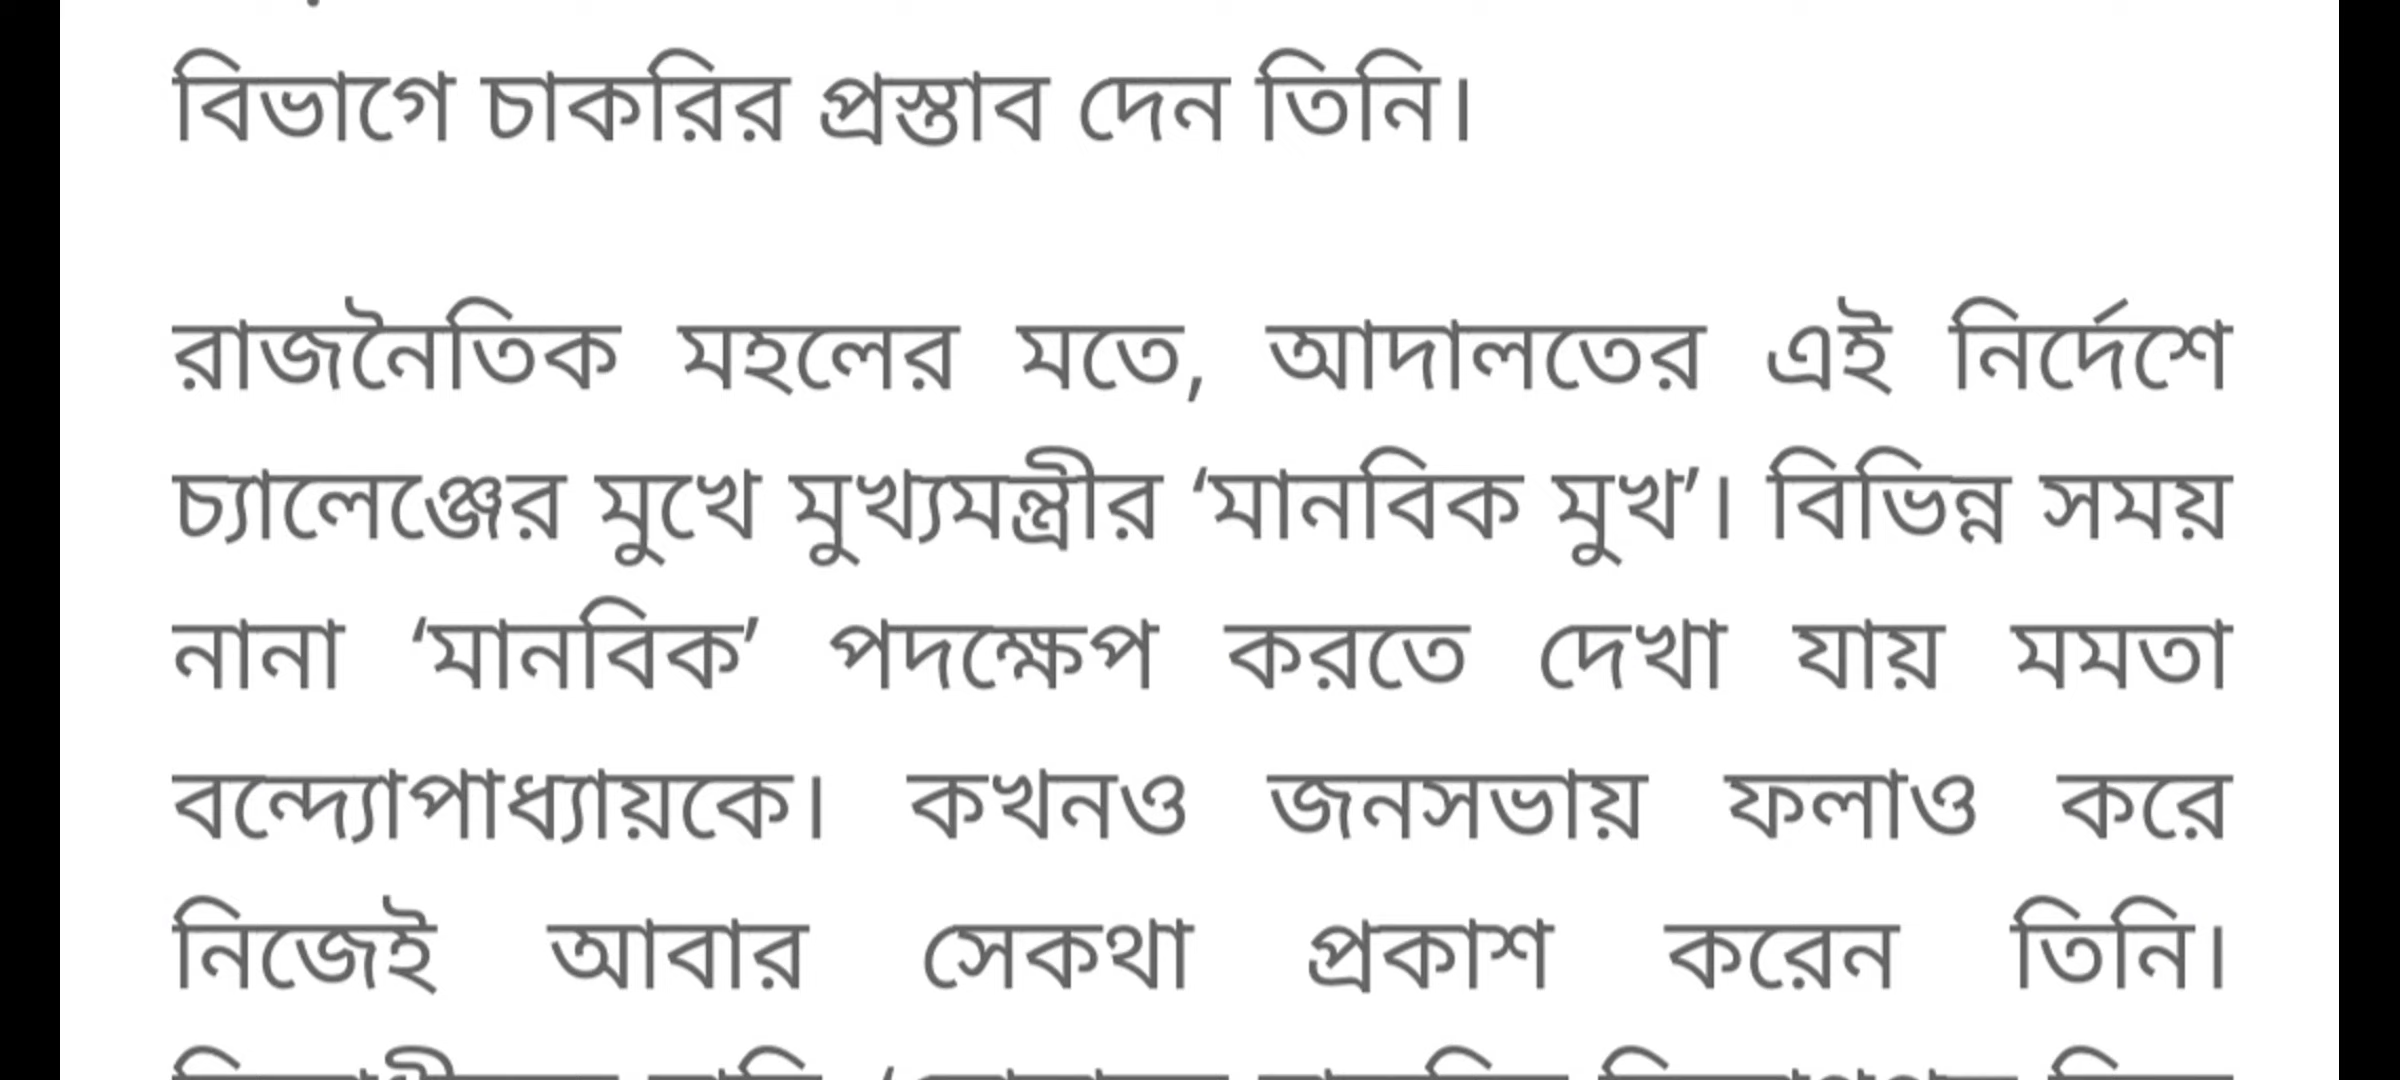 বিভাগে চাকরির প্রস্তাব দেন তিনি।
রাজনৈতিক মহলের মতে, আদালতের এই নির্দেশে
চ্যালেঞ্জের মুখে মুখ্যমন্ত্রীর ‘মানবিক মুখ’। বিভিন্ন সময়
নানা ‘মানবিক’ পদক্ষেপ করতে দেখা যায় মমতা
বন্দ্যোপাধ্যায়কে। কখনও জনসভায় ফলাও করে
নিজেই আবার সেকথা প্রকাশ করেন তিনি।